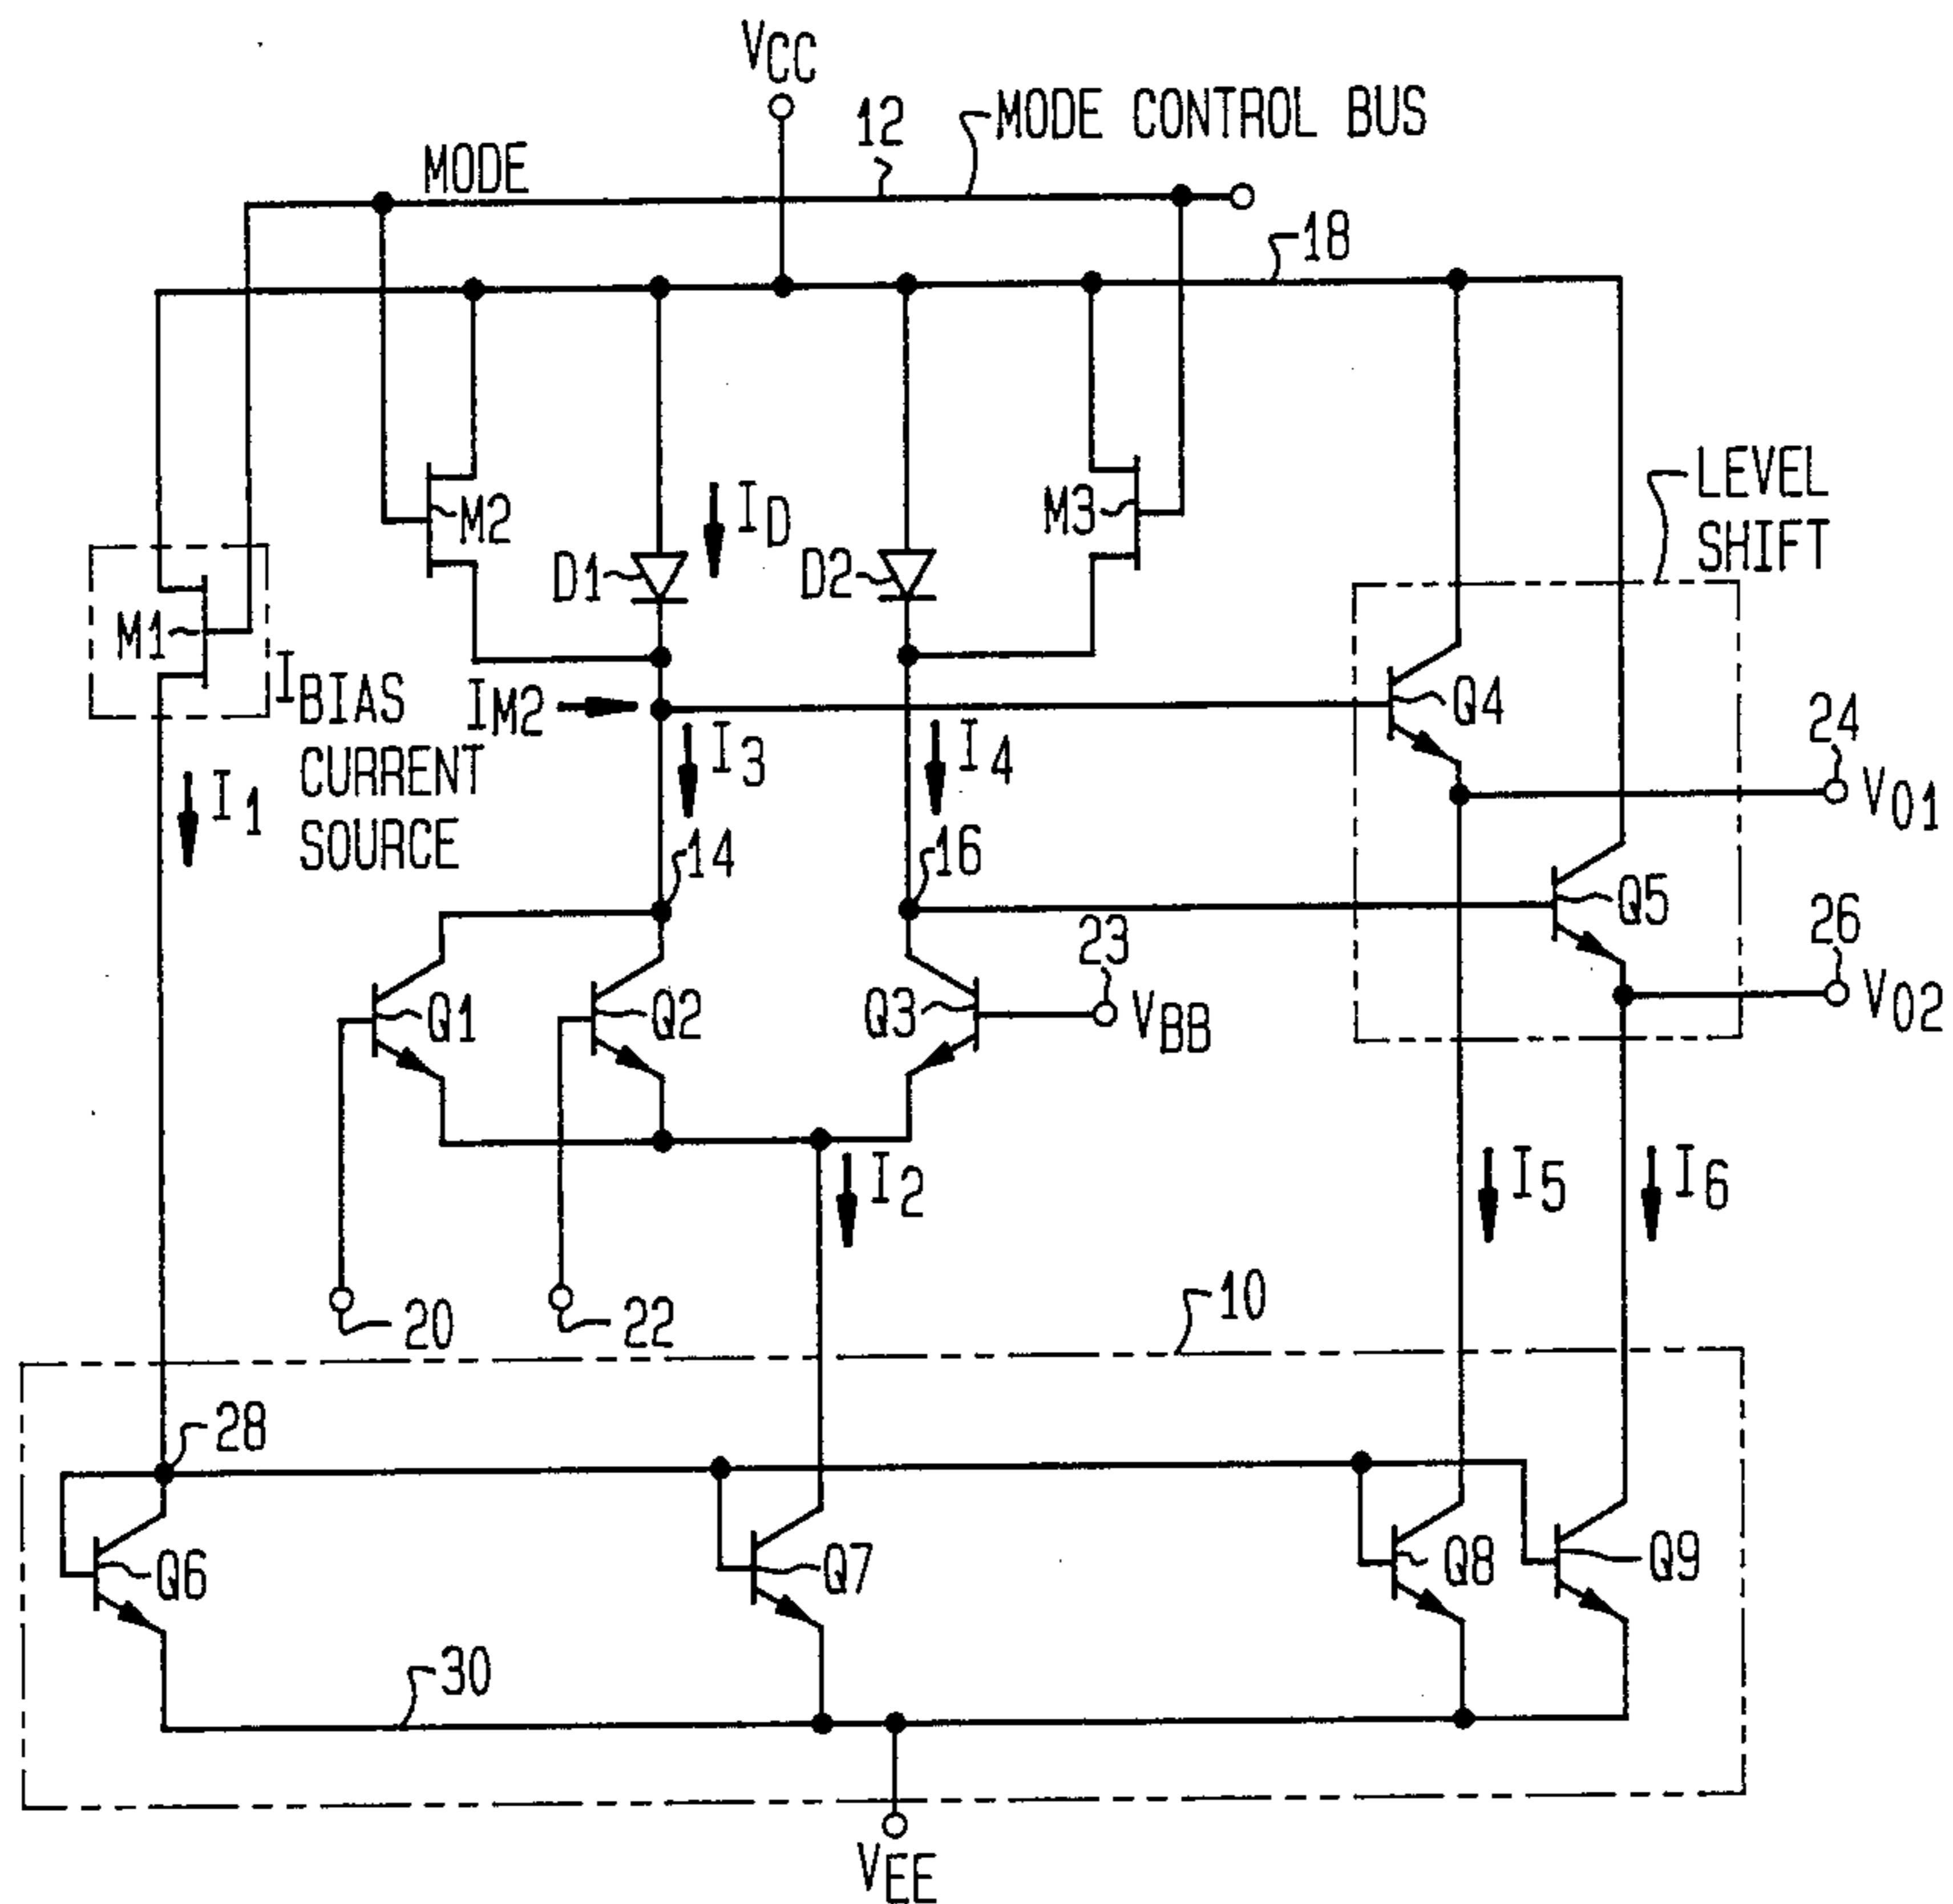 VCC
12
MODE CONTROL BUS
MODE
18
LEVEL
SHIFT
M2
ID
M3
D1
D2
M1
IBIAS
CURRENT
SOURCE
IM2
Q4
24
I1
I3
I4
VO1
14
16
Q5
23
26
Q1
Q2
Q3
VBB
VO2
I2
I5
I6
20
22
10
28
Q6
Q7
Q8
Q9
30
VEE